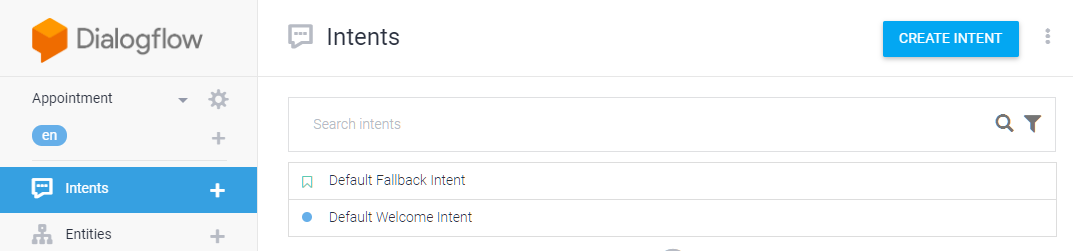 Dialogflow
Intents
CREATE INTENT
Appointment
en
Intents
Entities
Search intents
Default Fallback Intent
Default Welcome Intent